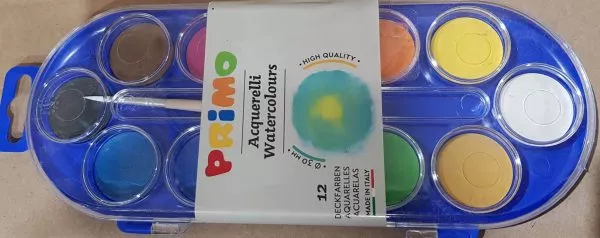 PRIMO
Acquerelli
Watercolours
• HIGH QUALITY •
Ø 30 MM •
12
DECKFARBEN
AQUARELLES
ACUARELAS
MADE IN ITALY